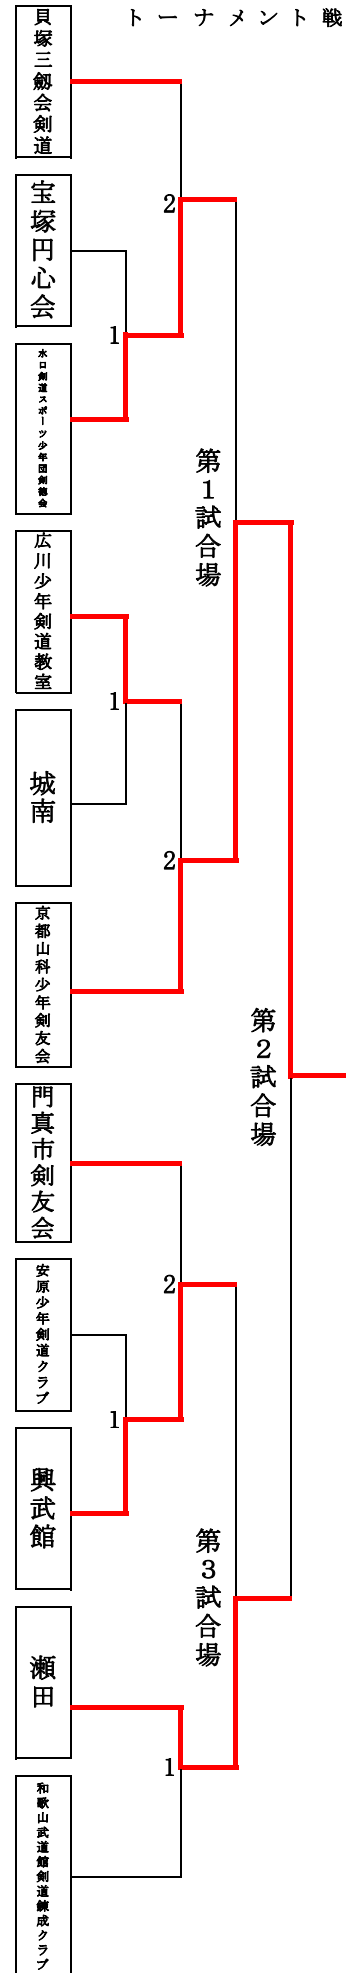 トーナメント戦
貝塚三劔会剣道
2
宝塚円心会
1
水口剣道スポーツ少年団剣徳会
第1試合場
広川少年剣道教室
1
城南
2
京都山科少年剣友会
第2試合場
門真市剣友会
2
安原少年剣道クラブ
1
興武館
第3試合場
瀬田
1
和歌山武道館剣道錬成クラブ